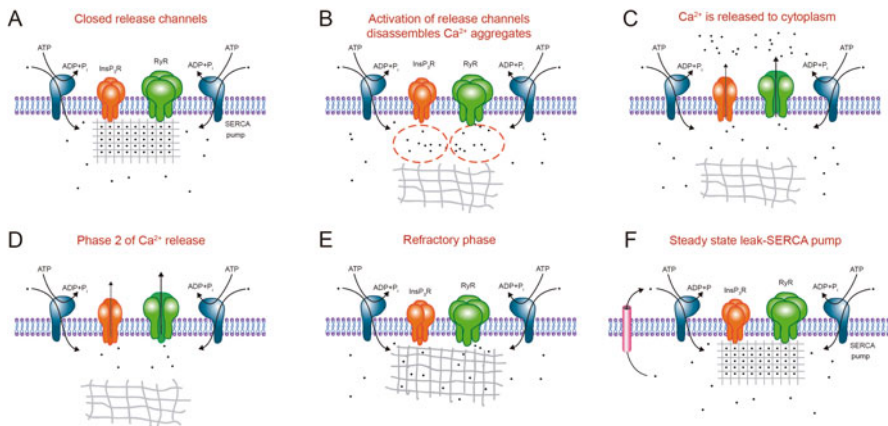 A
Closed release channels
ATP
ADP+Pi
InsP3R
RyR
ADP+Pi
ATP
SERCA
pump
B
Activation of release channels
disassembles Ca²⁺ aggregates
ATP
ADP+Pi
InsP3R
RyR
ADP+Pi
ATP
C
Ca²⁺ is released to cytoplasm
ATP
ADP+Pi
ADP+Pi
ATP
D
Phase 2 of Ca²⁺ release
ATP
ADP+Pi
ADP+Pi
ATP
E
Refractory phase
ATP
ADP+Pi
InsP3R
RyR
ADP+Pi
ATP
F
Steady state leak-SERCA pump
ATP
ADP+P
InsP3R
RyR
ADP+Pi
ATP
SERCA
pump